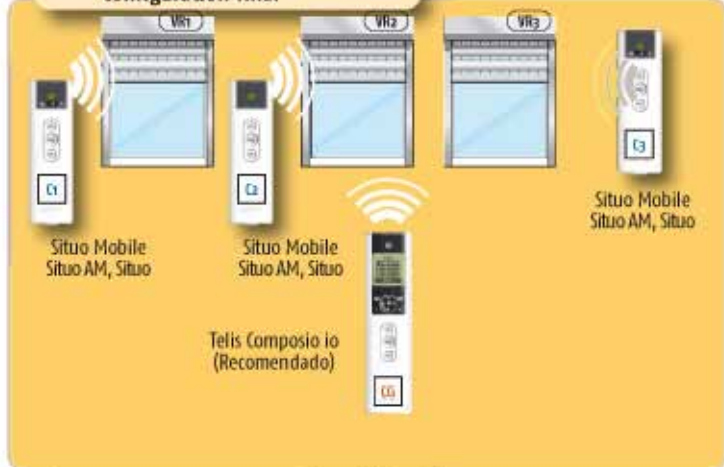 VR1
VR2
VR3
C1
C2
C3
Situo Mobile
Situo AM, Situo
Situo Mobile
Situo AM, Situo
Situo Mobile
Situo AM, Situo
Telis Composio io
(Recomendado)
CG